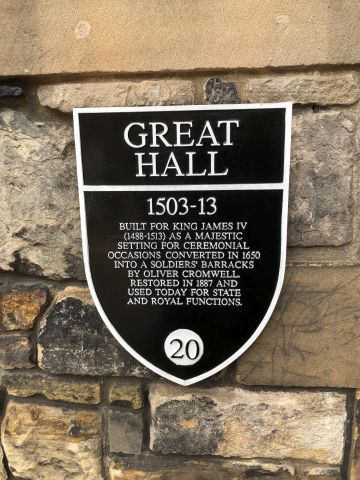 GREAT
HALL
1503-13
BUILT FOR KING JAMES IV
(1488-1513) AS A MAJESTIC
SETTING FOR CEREMONIAL
OCCASIONS CONVERTED IN 1650
INTO A SOLDIERS' BARRACKS
BY OLIVER CROMWELL.
RESTORED IN 1887 AND
USED TODAY FOR STATE
AND ROYAL FUNCTIONS.
20